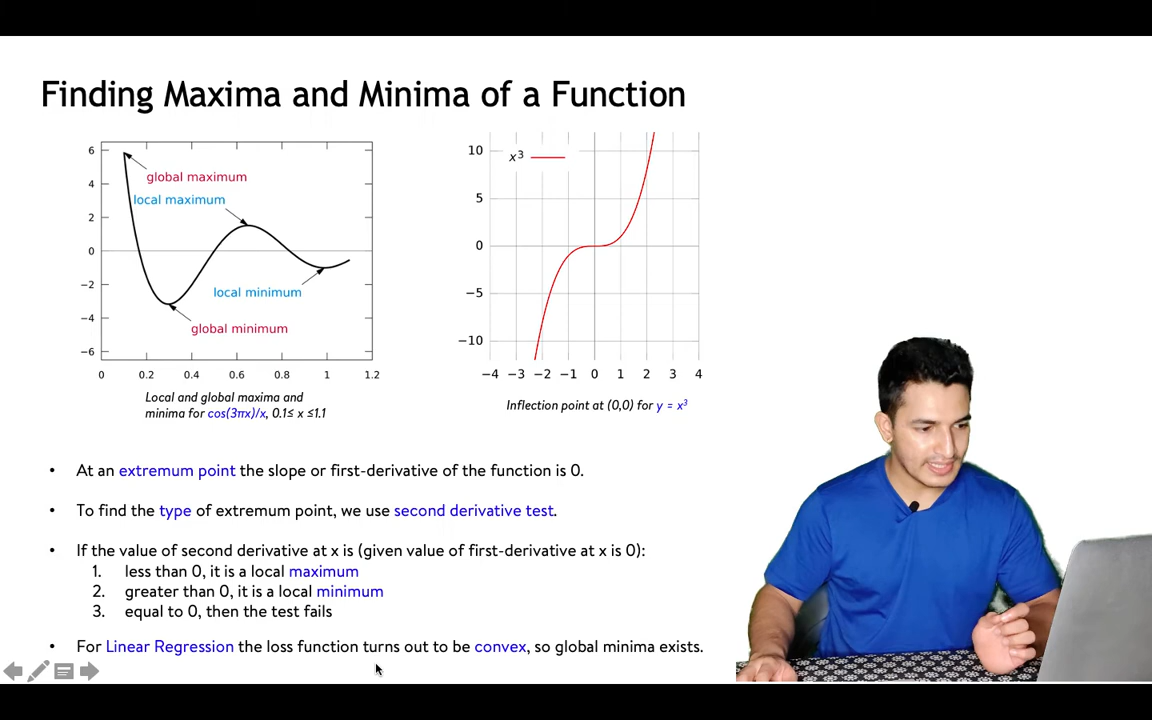 Finding Maxima and Minima of a Function
6
4
2
0
−2
−4
−6
0
0.2
0.4
0.6
0.8
1
1.2
global maximum
local maximum
local minimum
global minimum
Local and global maxima and
minima for cos(3πx)/x, 0.1≤ x ≤1.1
x³
10
5
0
−5
−10
−4
−3
−2
−1
0
1
2
3
4
Inflection point at (0,0) for y = x³
• At an extremum point the slope or first-derivative of the function is 0.
• To find the type of extremum point, we use second derivative test.
• If the value of second derivative at x is (given value of first-derivative at x is 0):
1. less than 0, it is a local maximum
2. greater than 0, it is a local minimum
3. equal to 0, then the test fails
• For Linear Regression the loss function turns out to be convex, so global minima exists.